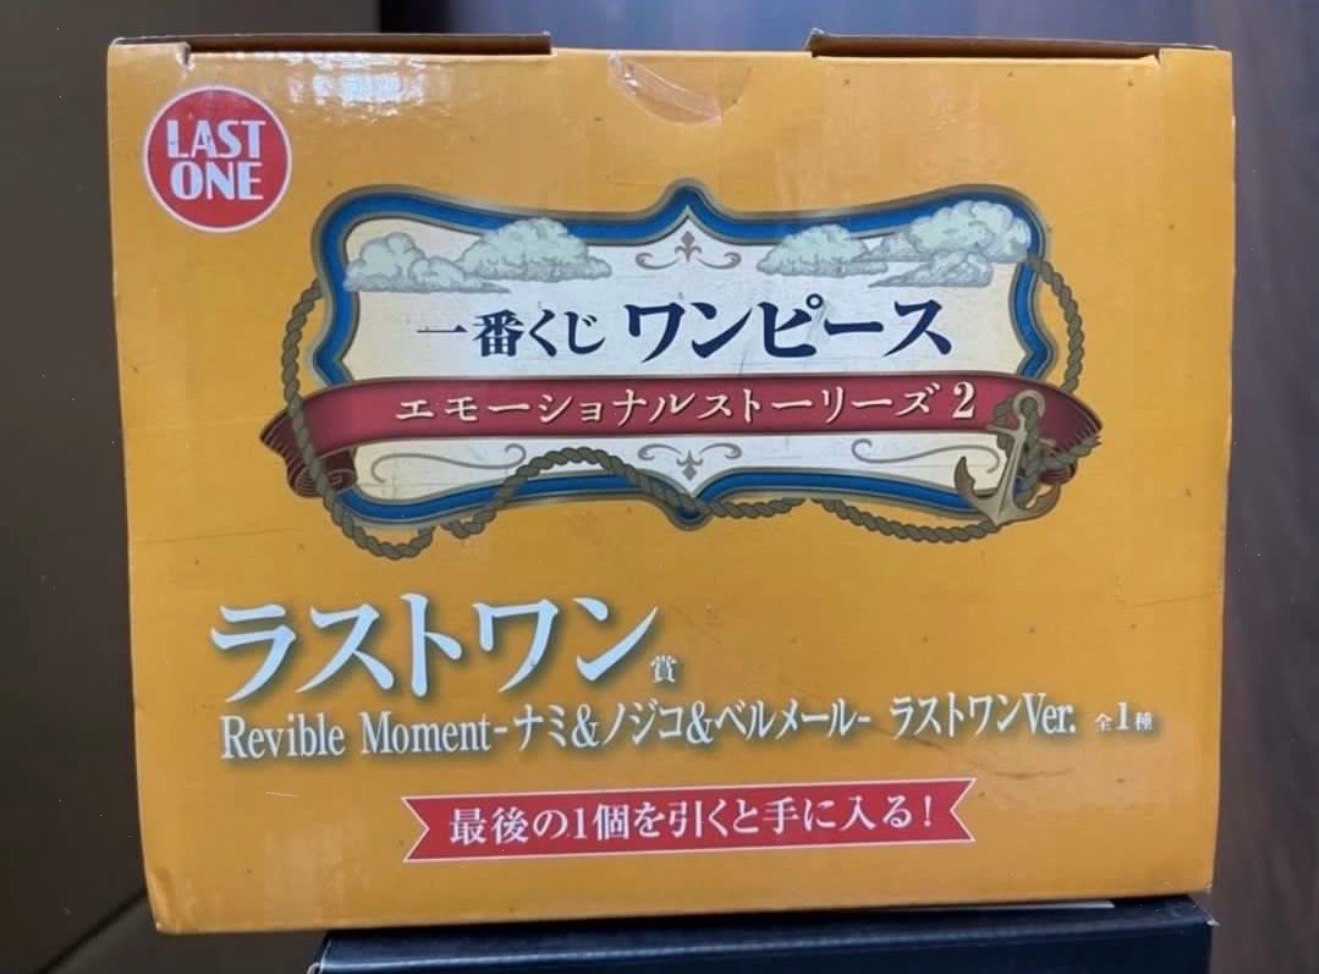 LAST
ONE
一番くじ ワンピース
エモーショナルストーリーズ 2
ラストワン賞
Revible Moment-ナミ&ノジコ&ベルメール- ラストワンVer. 全1種
最後の1個を引くと手に入る!